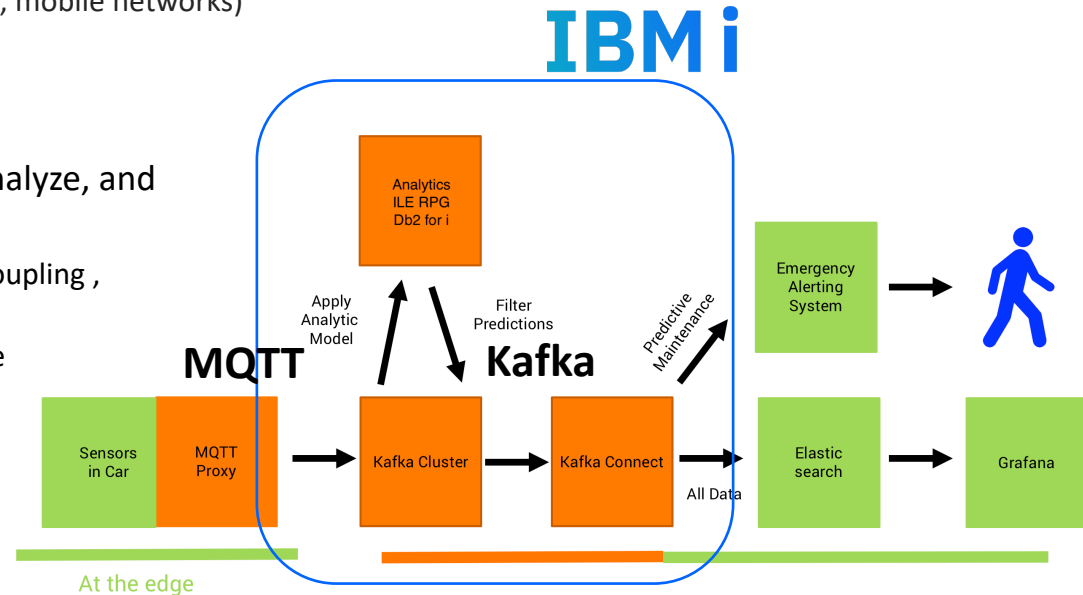 , mobile networks)
IBM i
nalyze, and
oupling ,
e
Analytics
ILE RPG
Db2 for i
Apply
Analytic
Model
Filter
Predictions
Predictive
Maintenance
Emergency
Alerting
System
MQTT
Kafka
Sensors
in Car
MQTT
Proxy
Kafka Cluster
Kafka Connect
All Data
Elastic
search
Grafana
At the edge